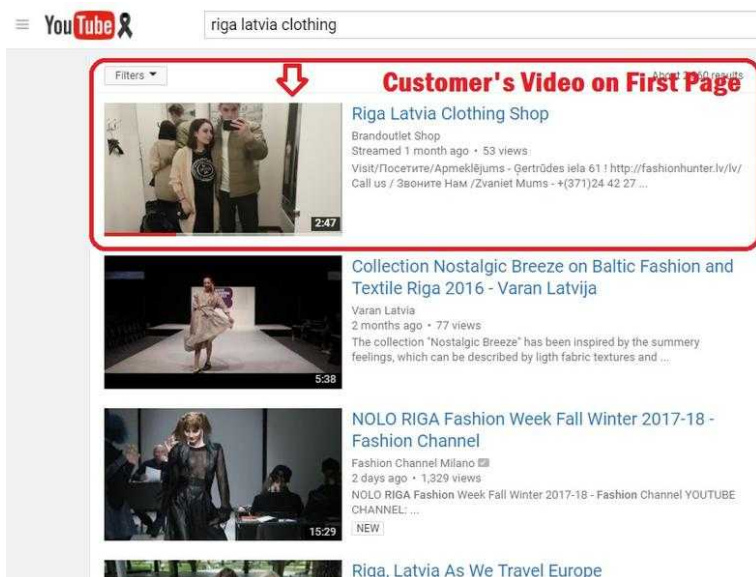 YouTube
riga latvia clothing
Filters
About 2,160 results
Customer's Video on First Page
Riga Latvia Clothing Shop
Brandoutlet Shop
Streamed 1 month ago • 53 views
Visit/Посетите/Apmeklējums - Ģertrūdes iela 61 ! http://fashionhunter.lv/lv/
Call us / Звоните Нам /Zvaniet Mums - +(371)24 42 27 ...
2:47
Collection Nostalgic Breeze on Baltic Fashion and
Textile Riga 2016 - Varan Latvija
Varan Latvia
2 months ago • 77 views
The collection "Nostalgic Breeze" has been inspired by the summery
feelings, which can be described by ligth fabric textures and ...
5:38
NOLO RIGA Fashion Week Fall Winter 2017-18 -
Fashion Channel
Fashion Channel Milano
2 days ago • 1,329 views
NOLO RIGA Fashion Week Fall Winter 2017-18 - Fashion Channel YOUTUBE
CHANNEL: ...
NEW
15:29
Riga, Latvia As We Travel Europe